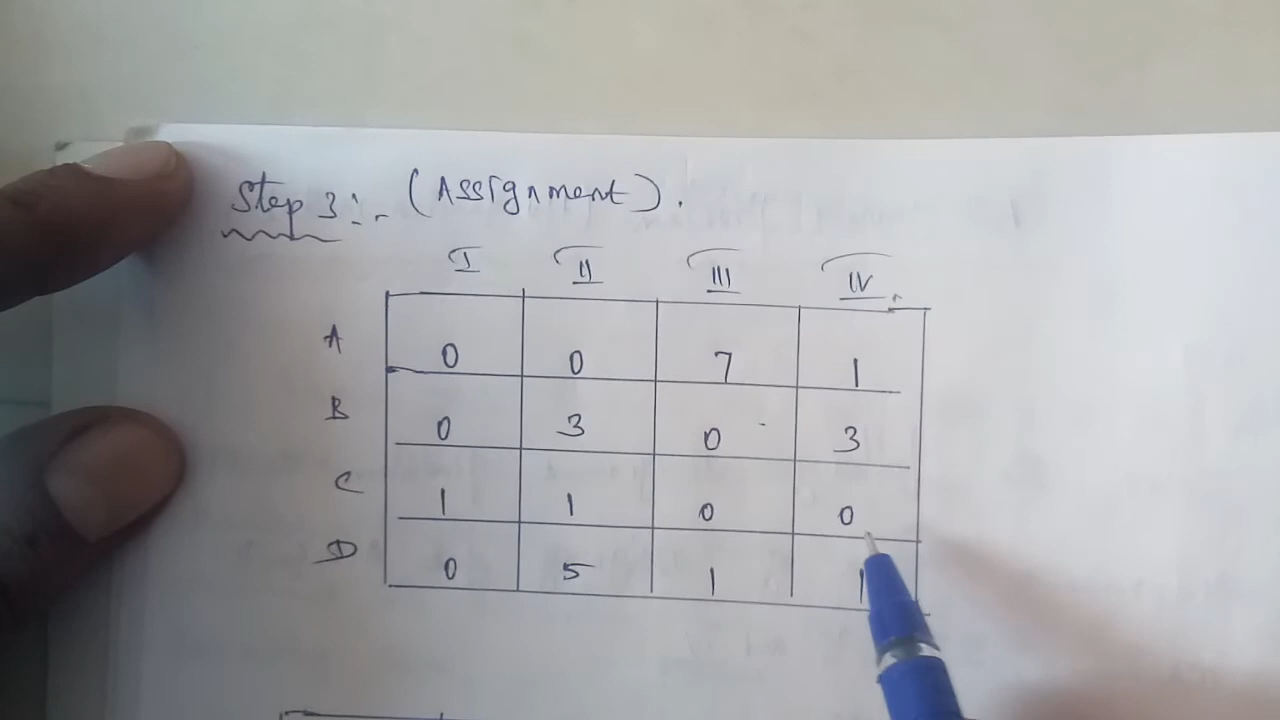 Step 3:- (Assignment).
I II III IV.
A 0 0 7 1
B 0 3 0 3
C 1 1 0 0
D 0 5 1 1